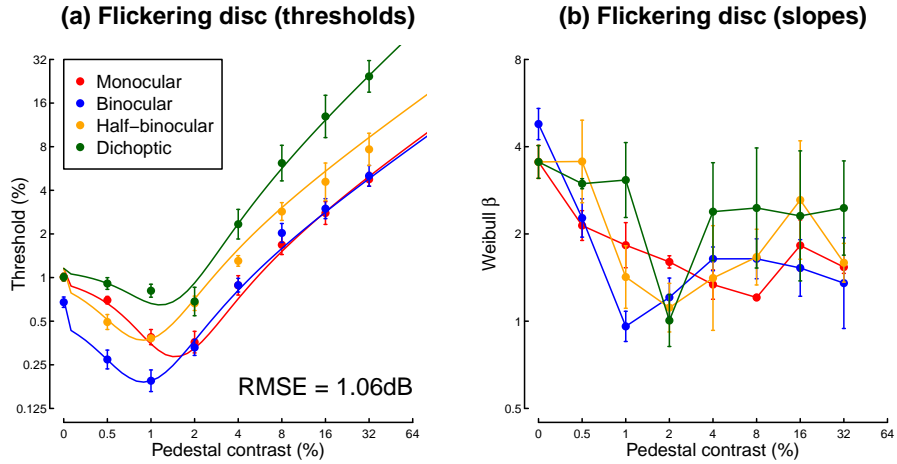 (a) Flickering disc (thresholds)
32
16
8
4
2
1
0.5
0.25
0.125
Threshold (%)
Monocular
Binocular
Half−binocular
Dichoptic
RMSE = 1.06dB
0 0.5 1 2 4 8 16 32 64
Pedestal contrast (%)
(b) Flickering disc (slopes)
8
4
2
1
0.5
Weibull β
0 0.5 1 2 4 8 16 32 64
Pedestal contrast (%)